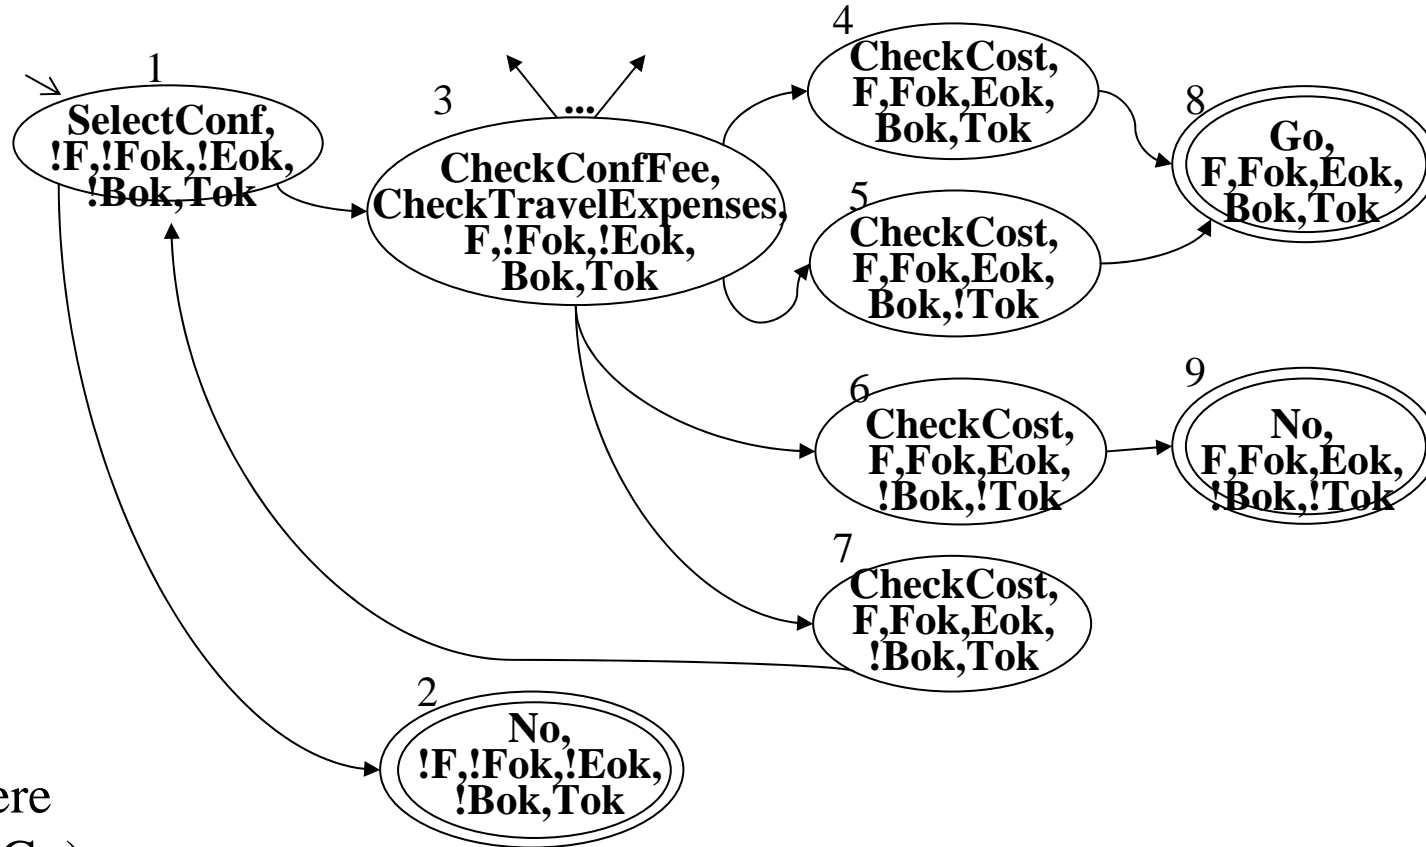 1
SelectConf,
!F,!Fok,!Eok,
!Bok,Tok
3
...
CheckConfFee,
CheckTravelExpenses,
F,!Fok,!Eok,
Bok,Tok
4
CheckCost,
F,Fok,Eok,
Bok,Tok
8
Go,
F,Fok,Eok,
Bok,Tok
5
CheckCost,
F,Fok,Eok,
Bok,!Tok
6
CheckCost,
F,Fok,Eok,
!Bok,!Tok
9
No,
F,Fok,Eok,
!Bok,!Tok
7
CheckCost,
F,Fok,Eok,
!Bok,Tok
2
No,
!F,!Fok,!Eok,
!Bok,Tok